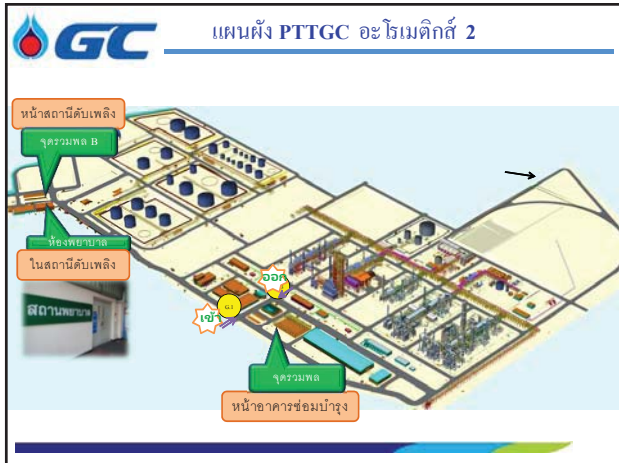 GC
แผนผัง PTTGC อะโรเมติกส์ 2
หน้าสถานีดับเพลิง
จุดรวมพล B
ห้องพยาบาล
ในสถานีดับเพลิง
สถานพยาบาล
ออก
G.1
เข้า
จุดรวมพล
หน้าอาคารซ่อมบำรุง